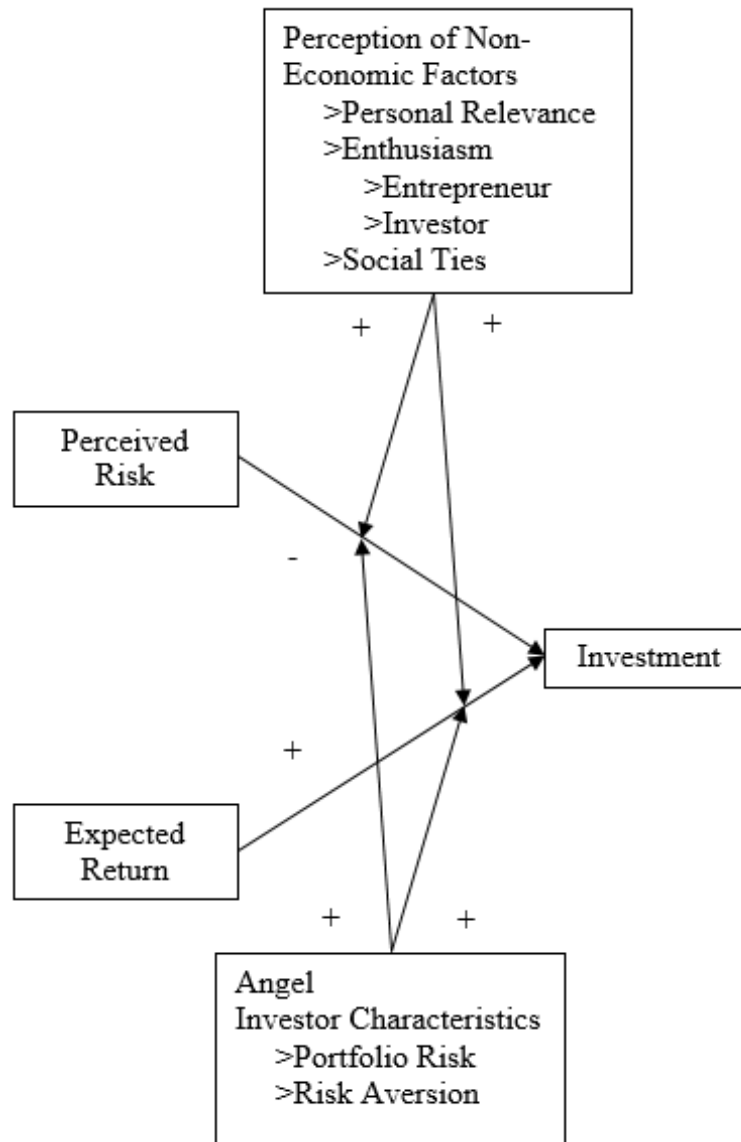 Perception of Non-
Economic Factors
>Personal Relevance
>Enthusiasm
>Entrepreneur
>Investor
>Social Ties
+ +
Perceived
Risk
-
Investment
+
Expected
Return
+ +
Angel
Investor Characteristics
>Portfolio Risk
>Risk Aversion